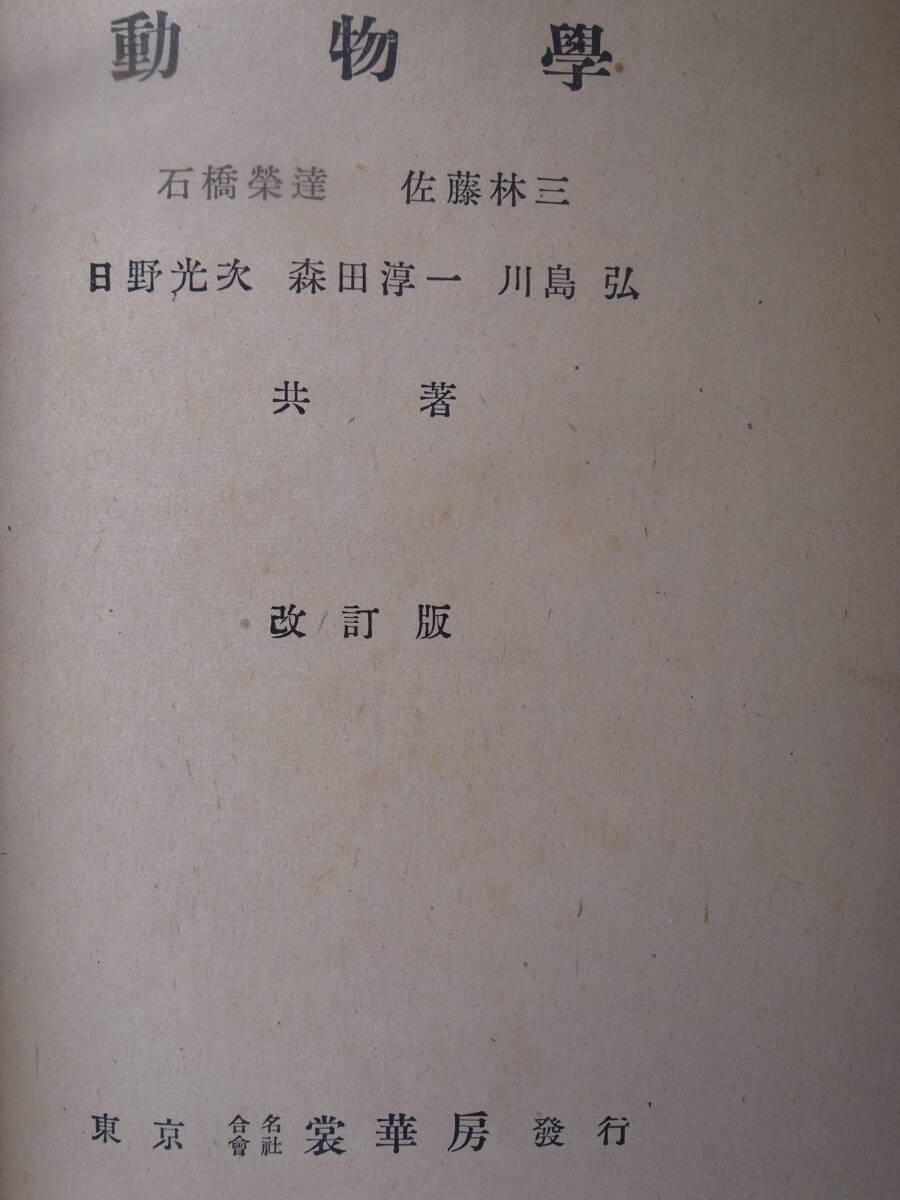 動物學
石橋榮達 佐藤林三
日野光次 森田淳一 川島弘
共著
改訂版
東京 合名會社 裳華房 發行